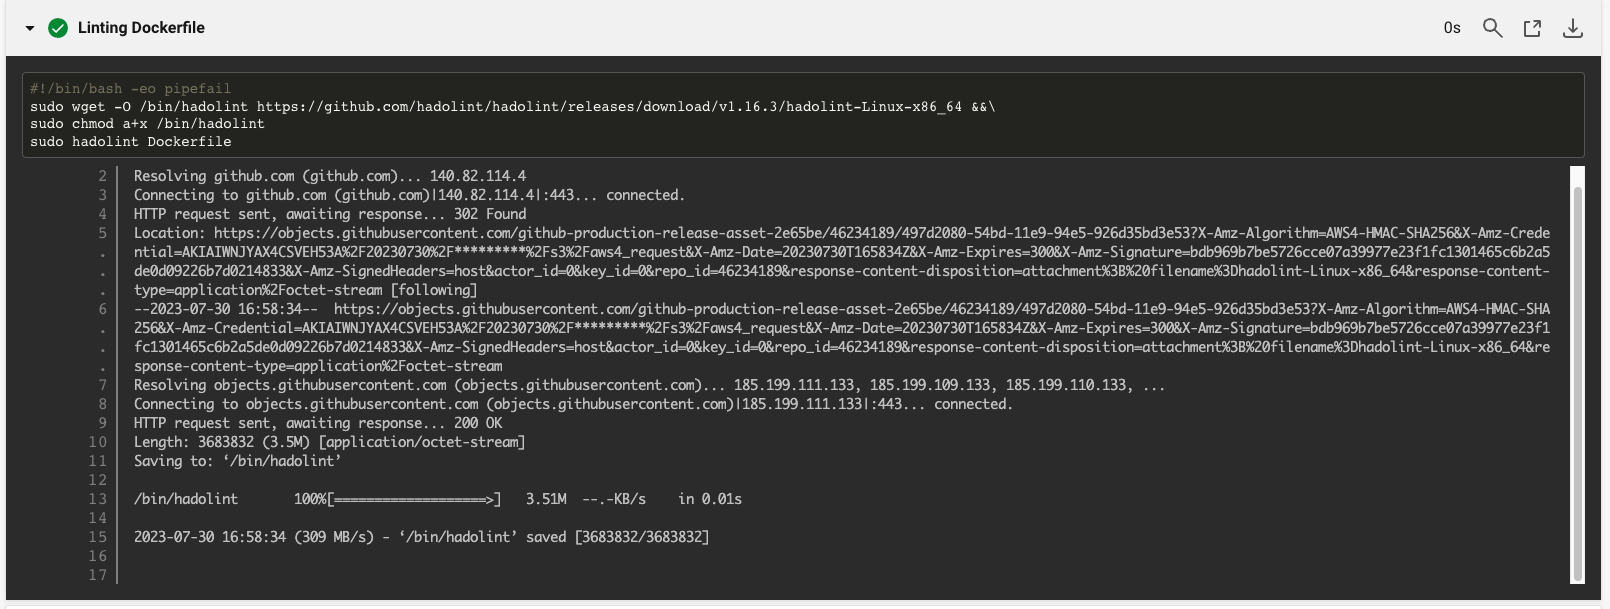 Linting Dockerfile
0s
#!/bin/bash -eo pipefail
sudo wget -O /bin/hadolint https://github.com/hadolint/hadolint/releases/download/v1.16.3/hadolint-Linux-x86_64 &&\
sudo chmod a+x /bin/hadolint
sudo hadolint Dockerfile
2 Resolving github.com (github.com)... 140.82.114.4
3 Connecting to github.com (github.com)|140.82.114.4|:443... connected.
4 HTTP request sent, awaiting response... 302 Found
5 Location: https://objects.githubusercontent.com/github-production-release-asset-2e65be/46234189/497d2080-54bd-11e9-94e5-926d35bd3e53?X-Amz-Algorithm=AWS4-HMAC-SHA256&X-Amz-Crede
. ntial=AKIAIWNJYAX4CSVEH53A%2F20230730%2F*********%2Fs3%2Faws4_request&X-Amz-Date=20230730T165834Z&X-Amz-Expires=300&X-Amz-Signature=bdb969b7be5726cce07a39977e23f1fc1301465c6b2a5
. de0d09226b7d0214833&X-Amz-SignedHeaders=host&actor_id=0&key_id=0&repo_id=46234189&response-content-disposition=attachment%3B%20filename%3Dhadolint-Linux-x86_64&response-content-
. type=application%2Foctet-stream [following]
6 --2023-07-30 16:58:34--  https://objects.githubusercontent.com/github-production-release-asset-2e65be/46234189/497d2080-54bd-11e9-94e5-926d35bd3e53?X-Amz-Algorithm=AWS4-HMAC-SHA
. 256&X-Amz-Credential=AKIAIWNJYAX4CSVEH53A%2F20230730%2F*********%2Fs3%2Faws4_request&X-Amz-Date=20230730T165834Z&X-Amz-Expires=300&X-Amz-Signature=bdb969b7be5726cce07a39977e23f1
. fc1301465c6b2a5de0d09226b7d0214833&X-Amz-SignedHeaders=host&actor_id=0&key_id=0&repo_id=46234189&response-content-disposition=attachment%3B%20filename%3Dhadolint-Linux-x86_64&re
. sponse-content-type=application%2Foctet-stream
7 Resolving objects.githubusercontent.com (objects.githubusercontent.com)... 185.199.111.133, 185.199.109.133, 185.199.110.133, ...
8 Connecting to objects.githubusercontent.com (objects.githubusercontent.com)|185.199.111.133|:443... connected.
9 HTTP request sent, awaiting response... 200 OK
10 Length: 3683832 (3.5M) [application/octet-stream]
11 Saving to: ‘/bin/hadolint’
12
13 /bin/hadolint       100%[===================>]   3.51M  --.-KB/s    in 0.01s
14
15 2023-07-30 16:58:34 (309 MB/s) - ‘/bin/hadolint’ saved [3683832/3683832]
16
17